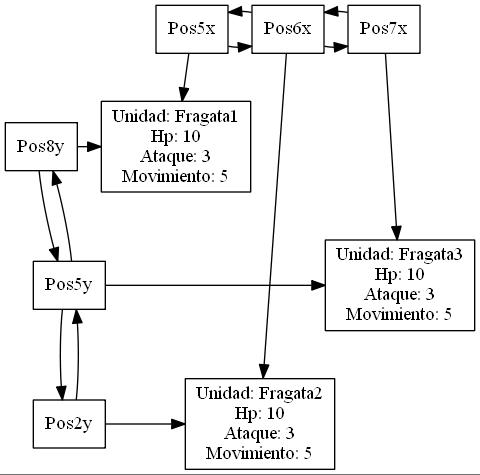 Pos5x
Pos6x
Pos7x
Unidad: Fragata1
Hp: 10
Ataque: 3
Movimiento: 5
Pos8y
Unidad: Fragata3
Hp: 10
Ataque: 3
Movimiento: 5
Pos5y
Unidad: Fragata2
Hp: 10
Ataque: 3
Movimiento: 5
Pos2y